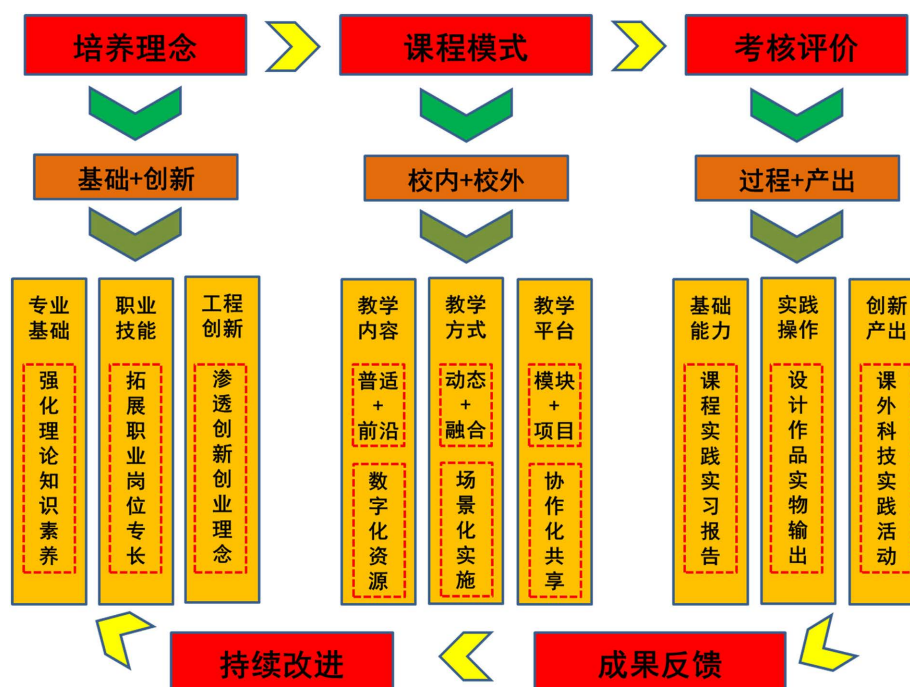 培养理念
课程模式
考核评价
基础+创新
校内+校外
过程+产出
专业
基础
强化理论知识素养
职业
技能
拓展职业岗位专长
工程
创新
渗透创新创业理念
教学
内容
普适
+
前沿
数字化资源
教学
方式
动态
+
融合
场景化实施
教学
平台
模块
+
项目
协作化共享
基础
能力
课程实践实习报告
实践
操作
设计作品实物输出
创新
产出
课外科技实践活动
持续改进
成果反馈